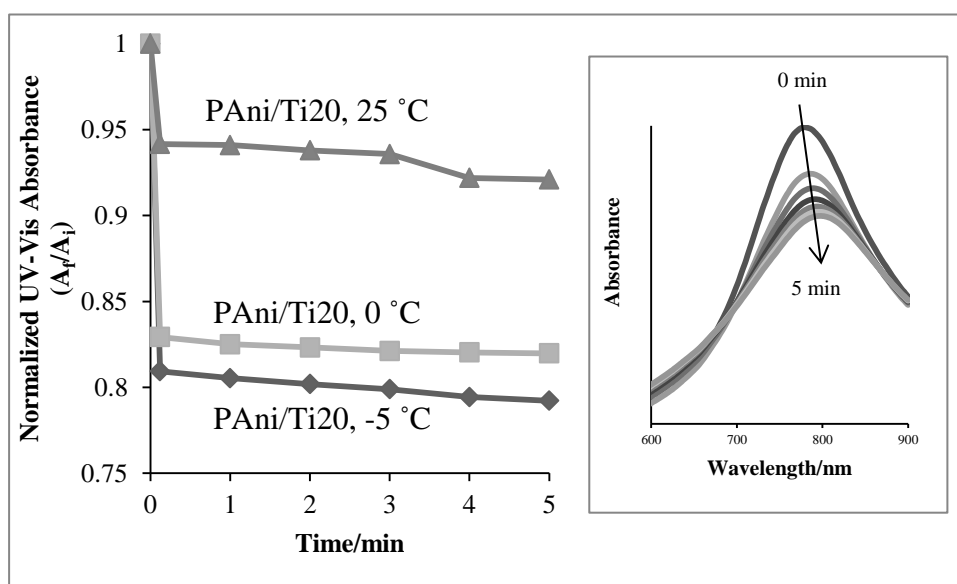 Normalized UV-Vis Absorbance
(A_f/A_i)
1
0.95
0.9
0.85
0.8
0.75
PAni/Ti20, 25 ˚C
PAni/Ti20, 0 ˚C
PAni/Ti20, -5 ˚C
0 1 2 3 4 5
Time/min
Absorbance
0 min
5 min
600 700 800 900
Wavelength/nm